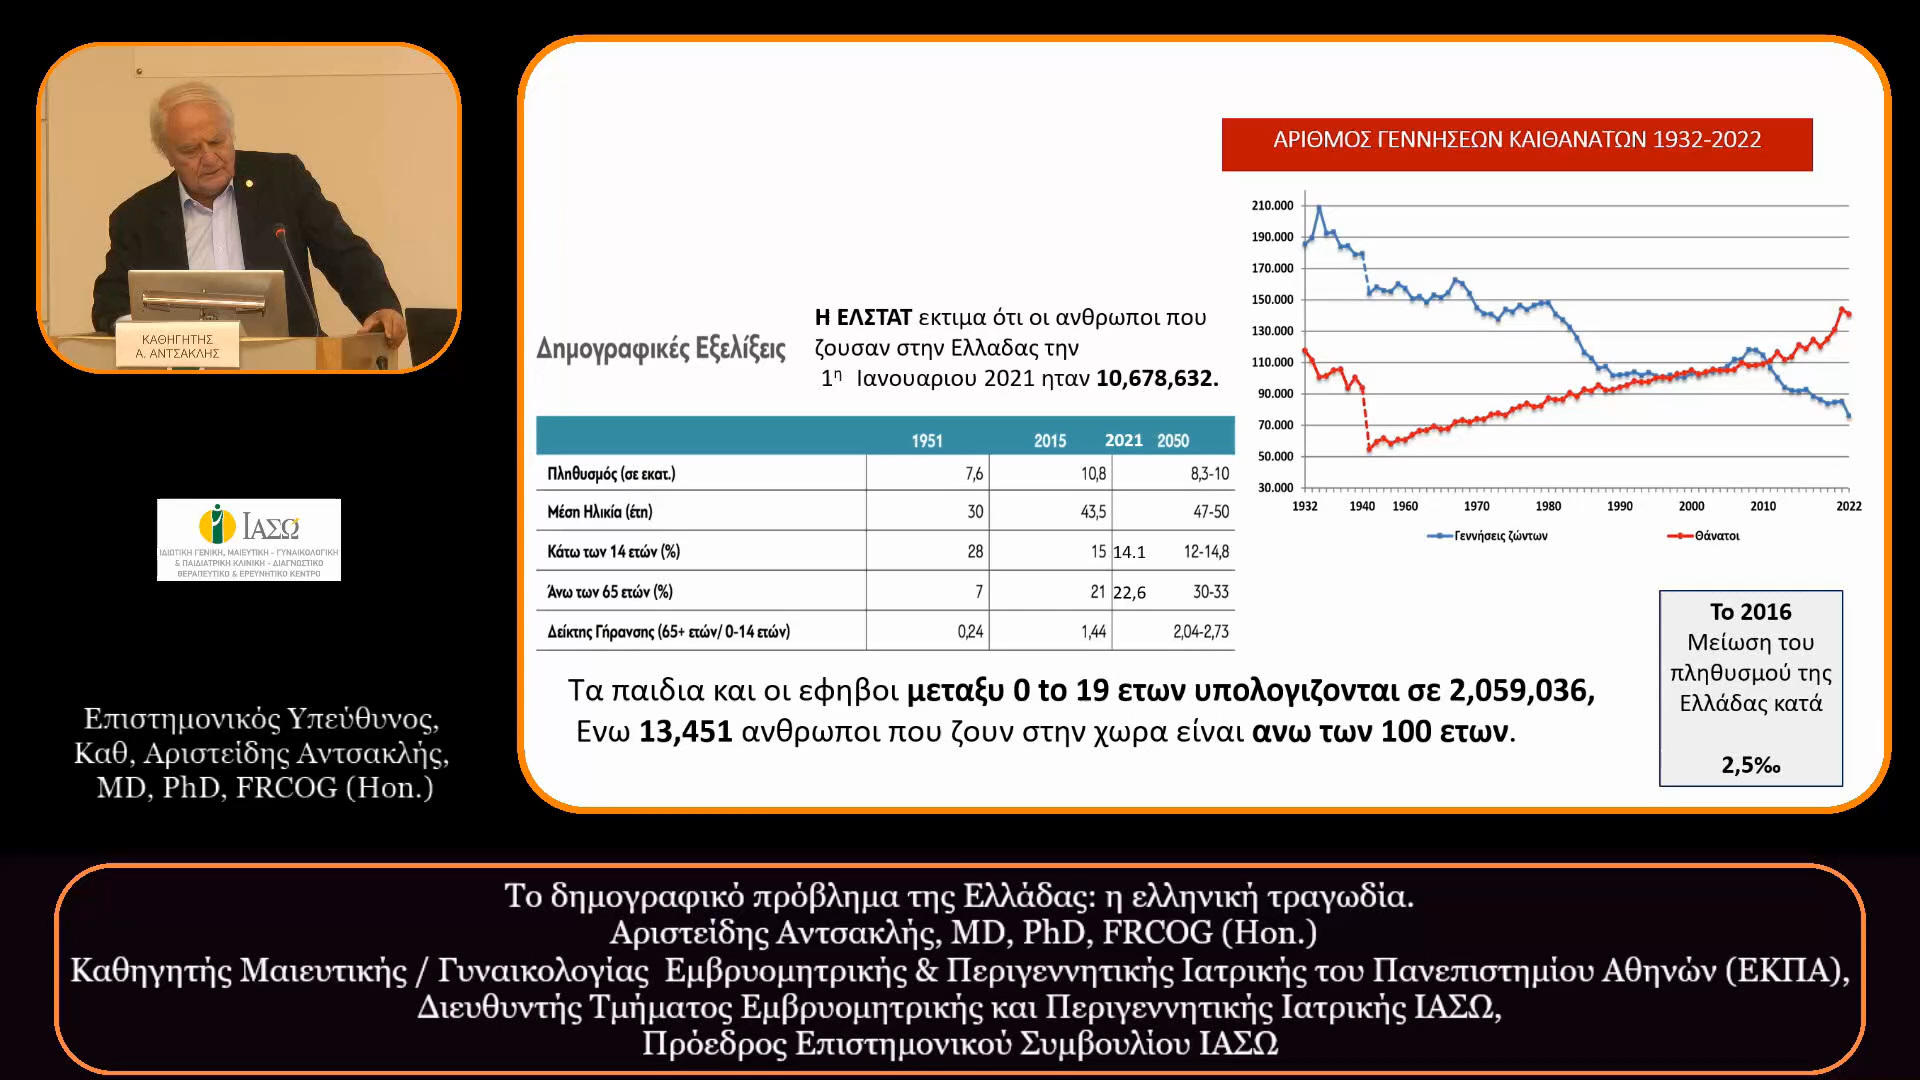 ΚΑΘΗΓΗΤΗΣ
Α. ΑΝΤΣΑΚΛΗΣ
ΙΑΣΩ
ΙΔΙΩΤΙΚΗ ΓΕΝΙΚΗ, ΜΑΙΕΥΤΙΚΗ - ΓΥΝΑΙΚΟΛΟΓΙΚΗ
& ΠΑΙΔΙΑΤΡΙΚΗ ΚΛΙΝΙΚΗ - ΔΙΑΓΝΩΣΤΙΚΟ
ΘΕΡΑΠΕΥΤΙΚΟ & ΕΡΕΥΝΗΤΙΚΟ ΚΕΝΤΡΟ
Επιστημονικός Υπεύθυνος,
Καθ, Αριστείδης Αντσακλής,
MD, PhD, FRCOG (Hon.)
ΑΡΙΘΜΟΣ ΓΕΝΝΗΣΕΩΝ ΚΑΙΘΑΝΑΤΩΝ 1932-2022
210.000
190.000
170.000
150.000
130.000
110.000
90.000
70.000
50.000
30.000
1932 1940 1960 1970 1980 1990 2000 2010 2022
Γεννήσεις ζώντων Θάνατοι
Δημογραφικές Εξελίξεις
Η ΕΛΣΤΑΤ εκτιμα ότι οι ανθρωποι που
ζουσαν στην Ελλαδας την
1η Ιανουαριου 2021 ηταν 10,678,632.
1951 2015 2021 2050
Πληθυσμός (σε εκατ.) 7,6 10,8 8,3-10
Μέση Ηλικία (έτη) 30 43,5 47-50
Κάτω των 14 ετών (%) 28 15 14.1 12-14,8
Άνω των 65 ετών (%) 7 21 22,6 30-33
Δείκτης Γήρανσης (65+ ετών/ 0-14 ετών) 0,24 1,44 2,04-2,73
Τα παιδια και οι εφηβοι μεταξυ 0 to 19 ετων υπολογιζονται σε 2,059,036,
Ενω 13,451 ανθρωποι που ζουν στην χωρα είναι ανω των 100 ετων.
Το 2016
Μείωση του
πληθυσμού της
Ελλάδας κατά
2,5‰
Το δημογραφικό πρόβλημα της Ελλάδας: η ελληνική τραγωδία.
Αριστείδης Αντσακλής, MD, PhD, FRCOG (Hon.)
Καθηγητής Μαιευτικής / Γυναικολογίας Εμβρυομητρικής & Περιγεννητικής Ιατρικής του Πανεπιστημίου Αθηνών (ΕΚΠΑ),
Διευθυντής Τμήματος Εμβρυομητρικής και Περιγεννητικής Ιατρικής ΙΑΣΩ,
Πρόεδρος Επιστημονικού Συμβουλίου ΙΑΣΩ